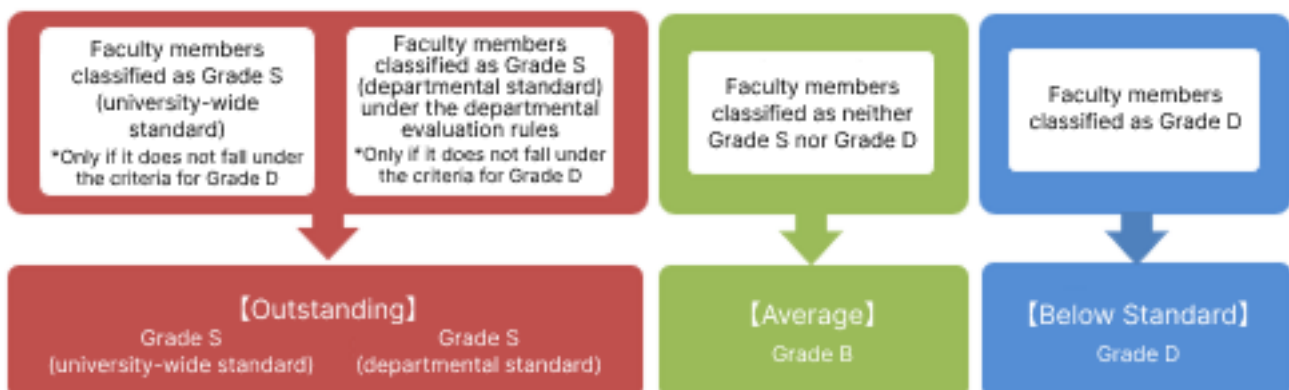 Faculty members
classified as Grade S
(university-wide
standard)
*Only if it does not fall under
the criteria for Grade D
Faculty members
classified as Grade S
(departmental standard)
under the departmental
evaluation rules
*Only if it does not fall under
the criteria for Grade D
Faculty members
classified as neither
Grade S nor Grade D
Faculty members
classified as Grade D
【Outstanding】
Grade S
(university-wide standard)
Grade S
(departmental standard)
【Average】
Grade B
【Below Standard】
Grade D